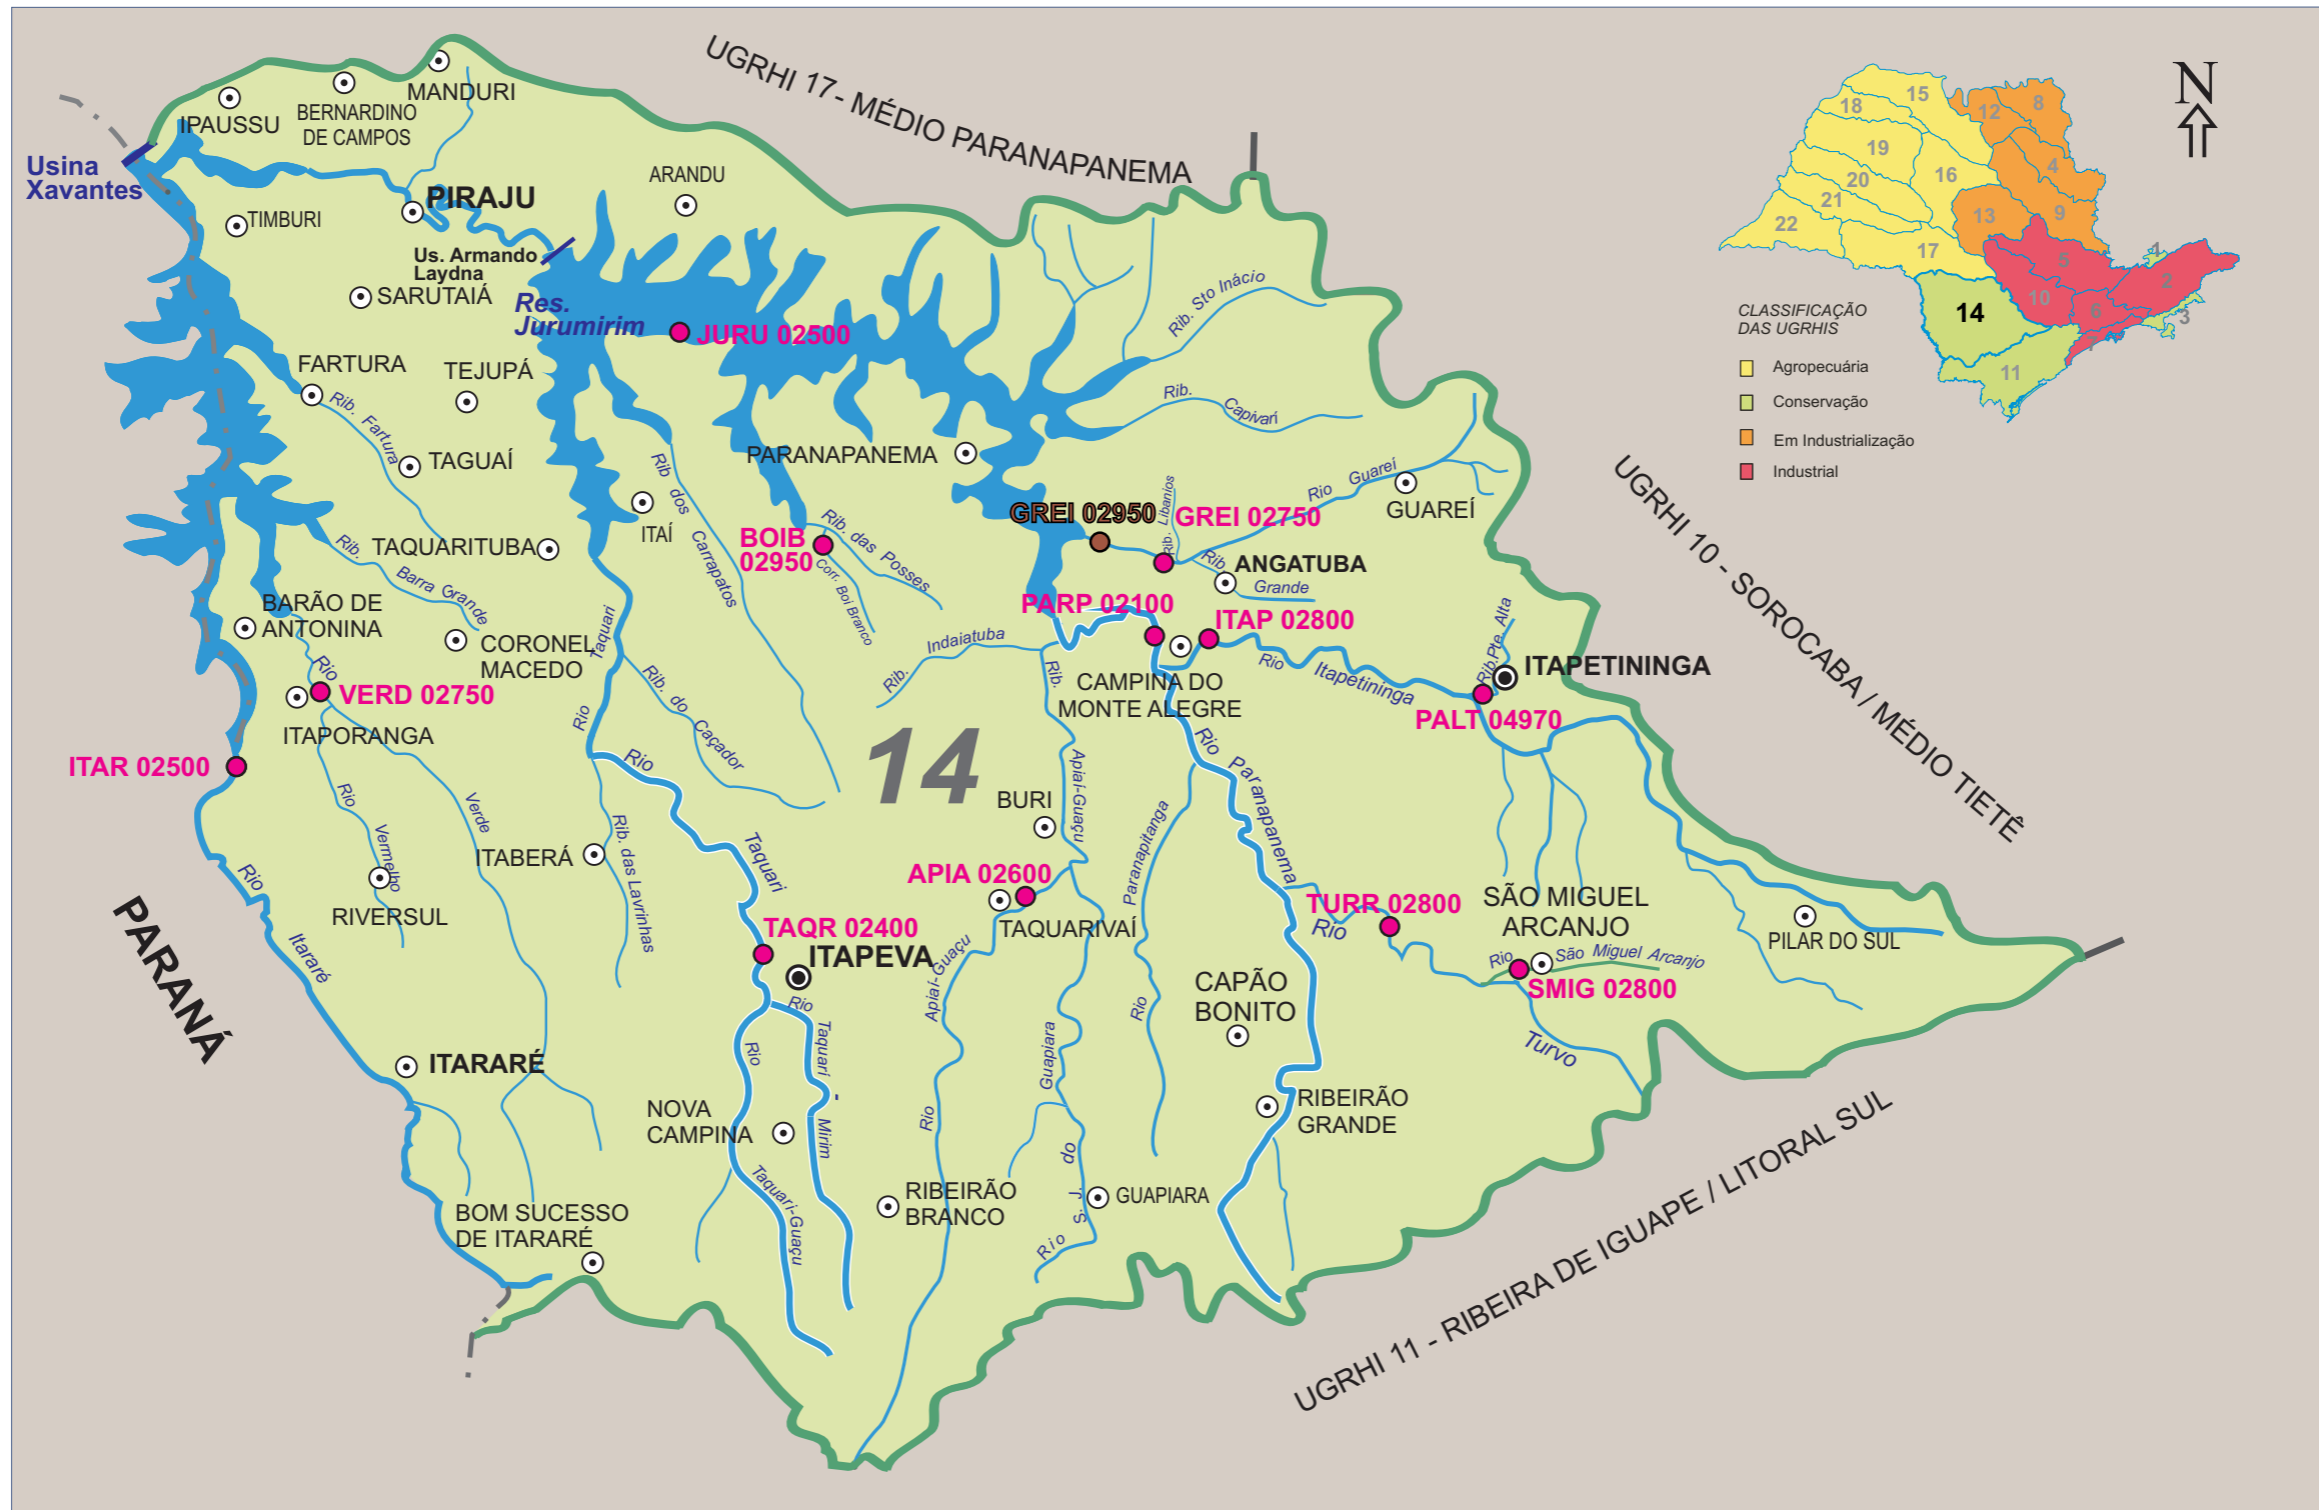 UGRHI 17- MÉDIO PARANAPANEMA
N
MANDURI
IPAUSSU
BERNARDINO
DE CAMPOS
Usina
Xavantes
PIRAJU
ARANDU
TIMBURI
Us. Armando
Laydna
SARUTAIÁ
Res.
Jurumirim
JURU 02500
Rib. Sto Inácio
FARTURA
TEJUPÁ
Rib. Fartura
TAGUAÍ
Rib. Capivari
PARANAPANEMA
Rib dos Carrapatos
ITAÍ
TAQUARITUBA
BOIB
02950
Rib. das Posses
Corr. Boi Branco
GREI 02950
GREI 02750
Rib. Libanios
Rio Guareí
GUAREÍ
Rib Grande
ANGATUBA
Rib. Barra Grande
BARÃO DE
ANTONINA
CORONEL
MACEDO
PARP 02100
ITAP 02800
Rib. Indaiatuba
Rio Itapetininga
Rib.Pte. Alta
ITAPETININGA
PALT 04970
CAMPINA DO
MONTE ALEGRE
Rio Taquari
Rib. do Caçador
Rio
VERD 02750
ITAPORANGA
ITAR 02500
14
Rio Vermelho
Verde
Rio Taquari
Rib. Apiaí-Guaçu
BURI
Rio Paranapitanga
Rio Paranapanema
ITABERÁ
Rib. das Lavrinhas
RIVERSUL
APIA 02600
TAQUARIVAÍ
TURR 02800
Rio Turvo
SÃO MIGUEL
ARCANJO
Rio São Miguel Arcanjo
SMIG 02800
PILAR DO SUL
PARANÁ
Rio Itararé
TAQR 02400
ITAPEVA
Rio Taquari - Mirim
Rio Apiaí-Guaçu
CAPÃO
BONITO
ITARARÉ
NOVA
CAMPINA
Rio Taquari-Guaçu
RIBEIRÃO
GRANDE
RIBEIRÃO
BRANCO
Rio S.J. do Guapiara
GUAPIARA
BOM SUCESSO
DE ITARARÉ
UGRHI 10 - SOROCABA / MÉDIO TIETÊ
UGRHI 11 - RIBEIRA DE IGUAPE / LITORAL SUL
15
18
12
8
19
4
16
20
21
13
9
22
17
1
5
2
10
6
3
14
11
CLASSIFICAÇÃO
DAS UGRHIS
Agropecuária
Conservação
Em Industrialização
Industrial